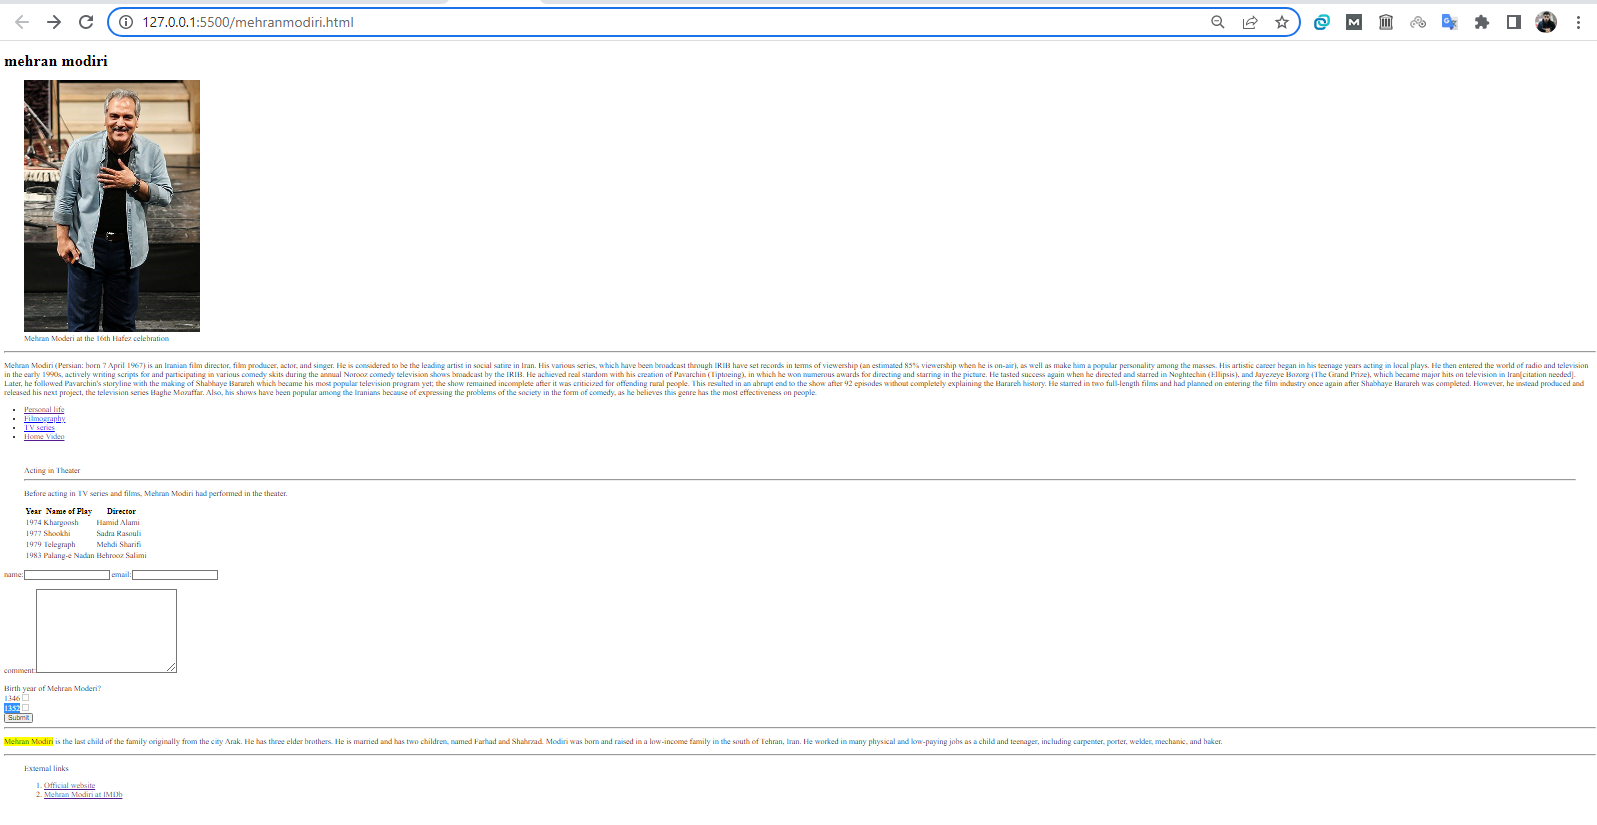 127.0.0.1:5500/mehranmodiri.html
mehran modiri
Mehran Moderi at the 16th Hafez celebration
Mehran Modiri (Persian: born 7 April 1967) is an Iranian film director, film producer, actor, and singer. He is considered to be the leading artist in social satire in Iran. His various series, which have been broadcast through IRIB have set records in terms of viewership (an estimated 85% viewership when he is on-air), as well as make him a popular personality among the masses. His artistic career began in his teenage years acting in local plays. He then entered the world of radio and television
in the early 1990s, actively writing scripts for and participating in various comedy skits during the annual Norooz comedy television shows broadcast by the IRIB. He achieved real stardom with his creation of Pavarchin (Tiptoeing), in which he won numerous awards for directing and starring in the picture. He tasted success again when he directed and starred in Noghtechin (Ellipsis), and Jayezeye Bozorg (The Grand Prize), which became major hits on television in Iran[citation needed].
Later, he followed Pavarchin's storyline with the making of Shabhaye Barareh which became his most popular television program yet; the show remained incomplete after it was criticized for offending rural people. This resulted in an abrupt end to the show after 92 episodes without completely explaining the Barareh history. He starred in two full-length films and had planned on entering the film industry once again after Shabhaye Barareh was completed. However, he instead produced and
released his next project, the television series Baghe Mozaffar. Also, his shows have been popular among the Iranians because of expressing the problems of the society in the form of comedy, as he believes this genre has the most effectiveness on people.
Personal life
Filmography
TV series
Home Video
Acting in Theater
Before acting in TV series and films, Mehran Modiri had performed in the theater.
Year Name of Play Director
1974 Khargoosh Hamid Alami
1977 Shookhi Sadra Rasouli
1979 Telegraph Mehdi Sharifi
1983 Palang-e Nadan Behrooz Salimi
name: email:
comment:
Birth year of Mehran Moderi?
1346
1352
Submit
Mehran Modiri is the last child of the family originally from the city Arak. He has three elder brothers. He is married and has two children, named Farhad and Shahrzad. Modiri was born and raised in a low-income family in the south of Tehran, Iran. He worked in many physical and low-paying jobs as a child and teenager, including carpenter, porter, welder, mechanic, and baker.
External links
1. Official website
2. Mehran Modiri at IMDb